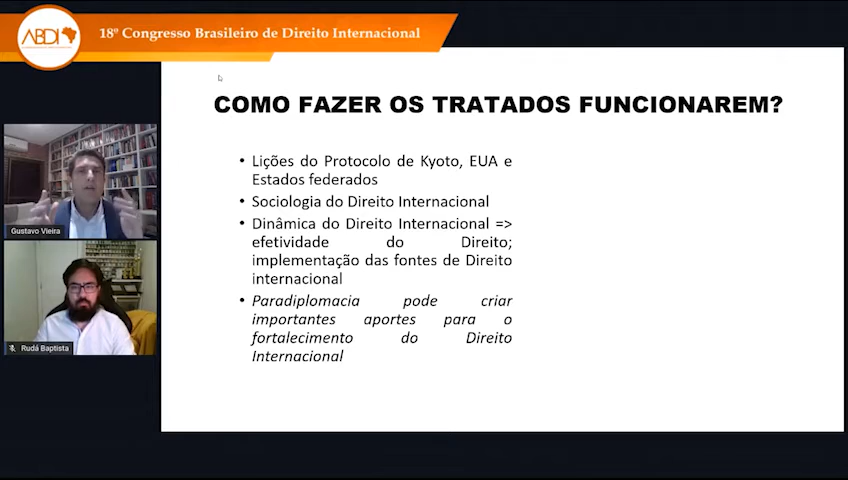 ABDI
18º Congresso Brasileiro de Direito Internacional
COMO FAZER OS TRATADOS FUNCIONAREM?
• Lições do Protocolo de Kyoto, EUA e
Estados federados
• Sociologia do Direito Internacional
• Dinâmica do Direito Internacional =>
efetividade do Direito;
implementação das fontes de Direito
internacional
• Paradiplomacia pode criar
importantes aportes para o
fortalecimento do Direito
Internacional
Gustavo Vieira
Rudá Baptista